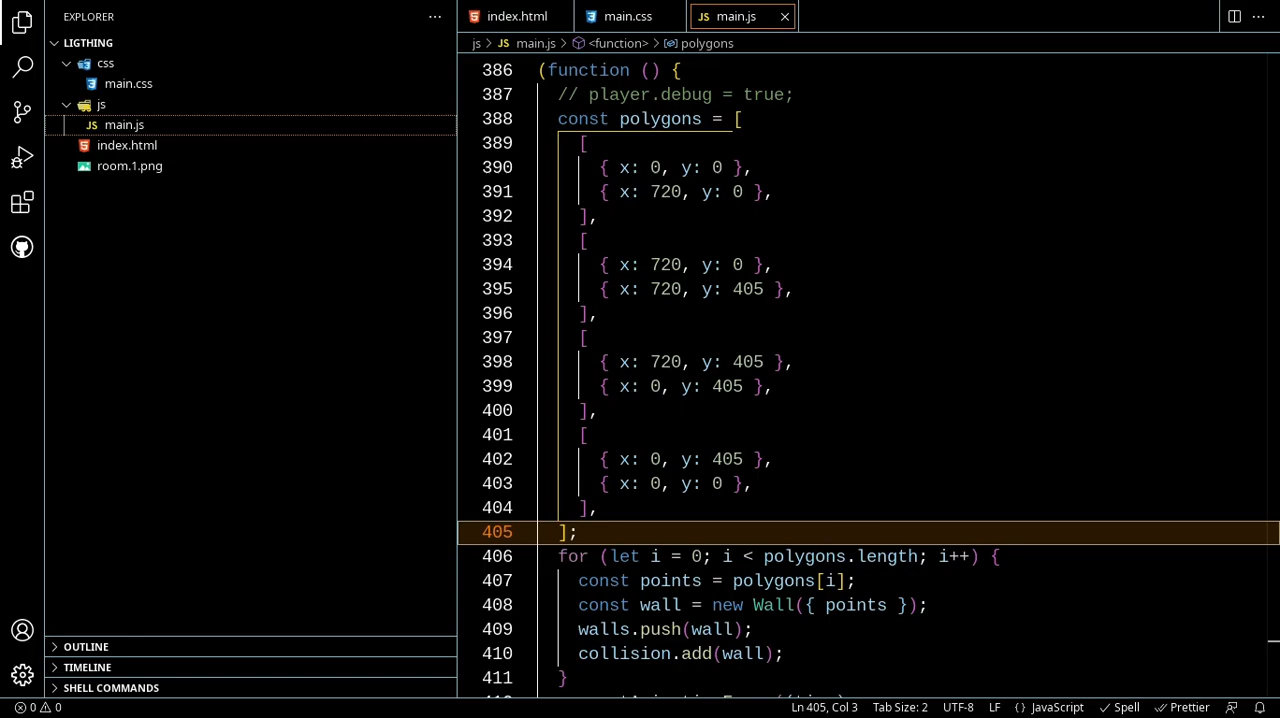 EXPLORER
LIGTHING
css
main.css
js
main.js
index.html
room.1.png
OUTLINE
TIMELINE
SHELL COMMANDS
index.html
main.css
JS main.js
js > JS main.js > <function> > polygons
386 (function () {
387 // player.debug = true;
388 const polygons = [
389 [
390 { x: 0, y: 0 },
391 { x: 720, y: 0 },
392 ],
393 [
394 { x: 720, y: 0 },
395 { x: 720, y: 405 },
396 ],
397 [
398 { x: 720, y: 405 },
399 { x: 0, y: 405 },
400 ],
401 [
402 { x: 0, y: 405 },
403 { x: 0, y: 0 },
404 ],
405 ];
406 for (let i = 0; i < polygons.length; i++) {
407 const points = polygons[i];
408 const wall = new Wall({ points });
409 walls.push(wall);
410 collision.add(wall);
411 }
0 0
Ln 405, Col 3 Tab Size: 2 UTF-8 LF {} JavaScript Spell Prettier